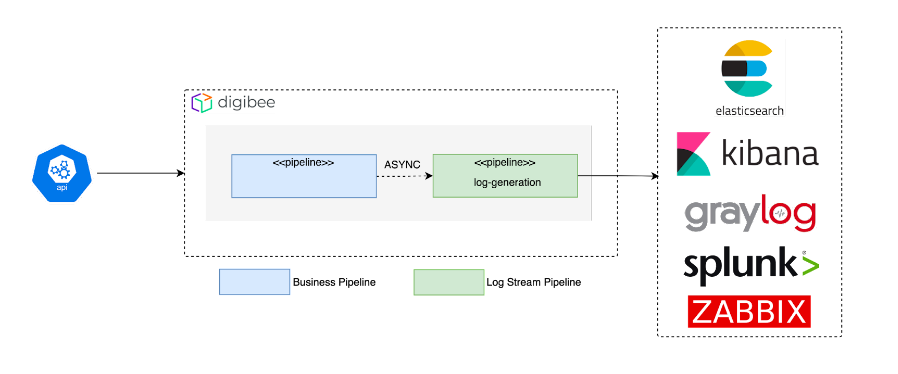 elasticsearch
digibee
kibana
<<pipeline>>
ASYNC
<<pipeline>>
log-generation
api
graylog
splunk>
ZABBIX
Business Pipeline
Log Stream Pipeline